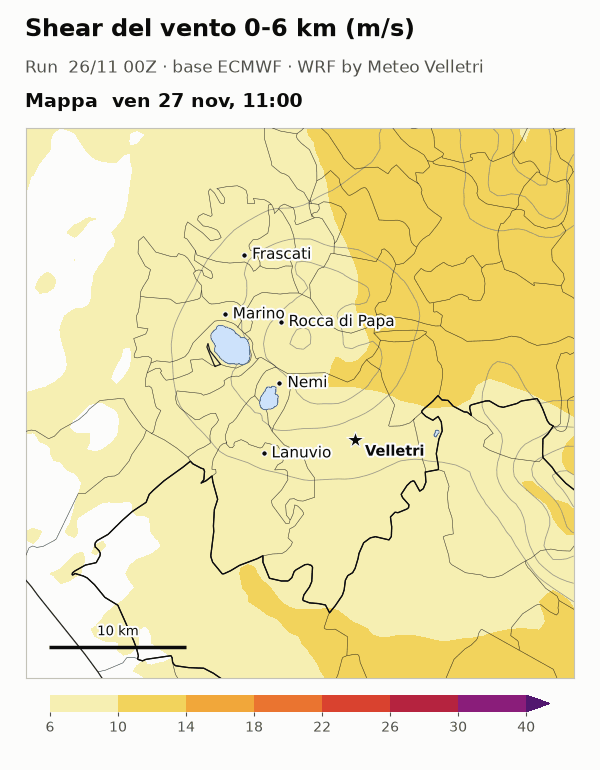 Shear del vento 0-6 km (m/s)
Run  26/11 00Z · base ECMWF · WRF by Meteo Velletri
Mappa  ven 27 nov, 11:00
Frascati
Marino
Rocca di Papa
Nemi
Velletri
Lanuvio
10 km
6 10 14 18 22 26 30 40